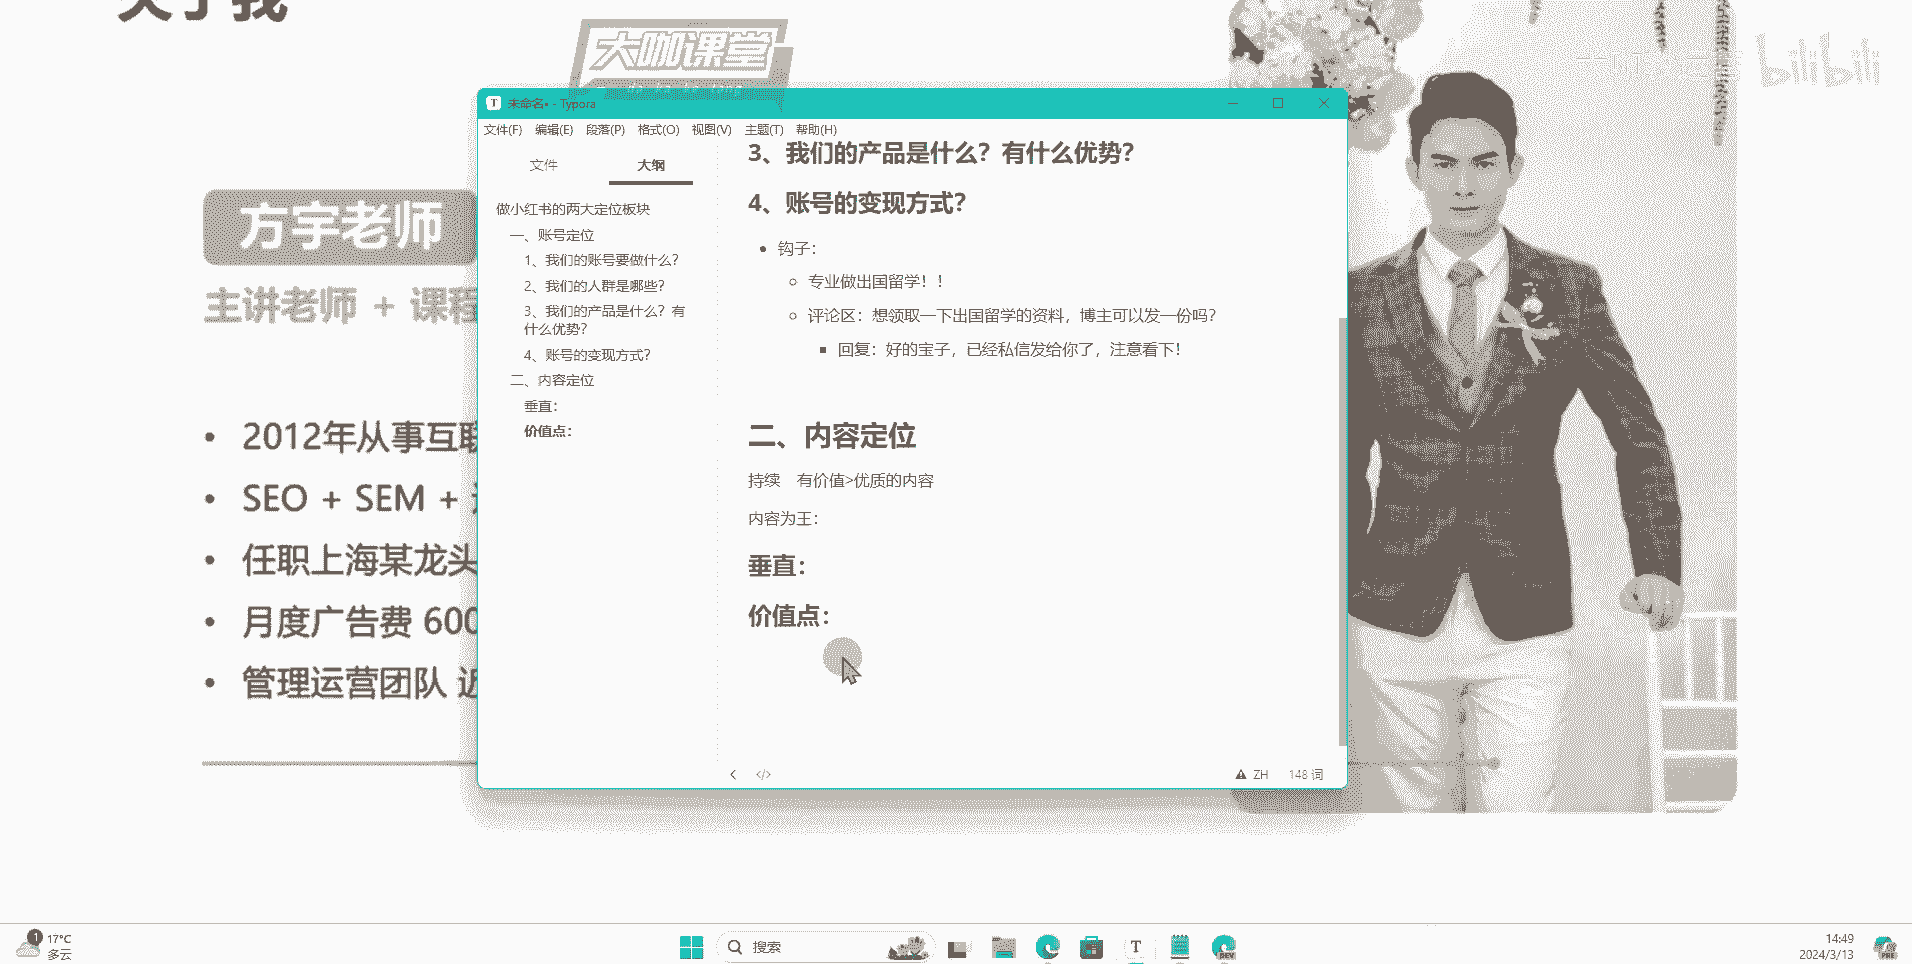 关于我
大咖课堂
bilibili
方宇老师
主讲老师 + 课程
2012年从事互联
SEO + SEM +
任职上海某龙头
月度广告费 600
管理运营团队 近
未命名• - Typora
文件(F) 编辑(E) 段落(P) 格式(O) 视图(V) 主题(T) 帮助(H)
文件 大纲
做小红书的两大定位板块
一、账号定位
1、我们的账号要做什么？
2、我们的人群是哪些？
3、我们的产品是什么？有
什么优势？
4、账号的变现方式？
二、内容定位
垂直：
价值点：
3、我们的产品是什么？有什么优势？
4、账号的变现方式？
钩子：
专业做出国留学！！
评论区：想领取一下出国留学的资料，博主可以发一份吗？
回复：好的宝子，已经私信发给你了，注意看下！
二、内容定位
持续 有价值>优质的内容
内容为王：
垂直：
价值点：
</> ZH 148 词
1 17°C
多云
搜索
T
DEV
14:49
2024/3/13
PRE